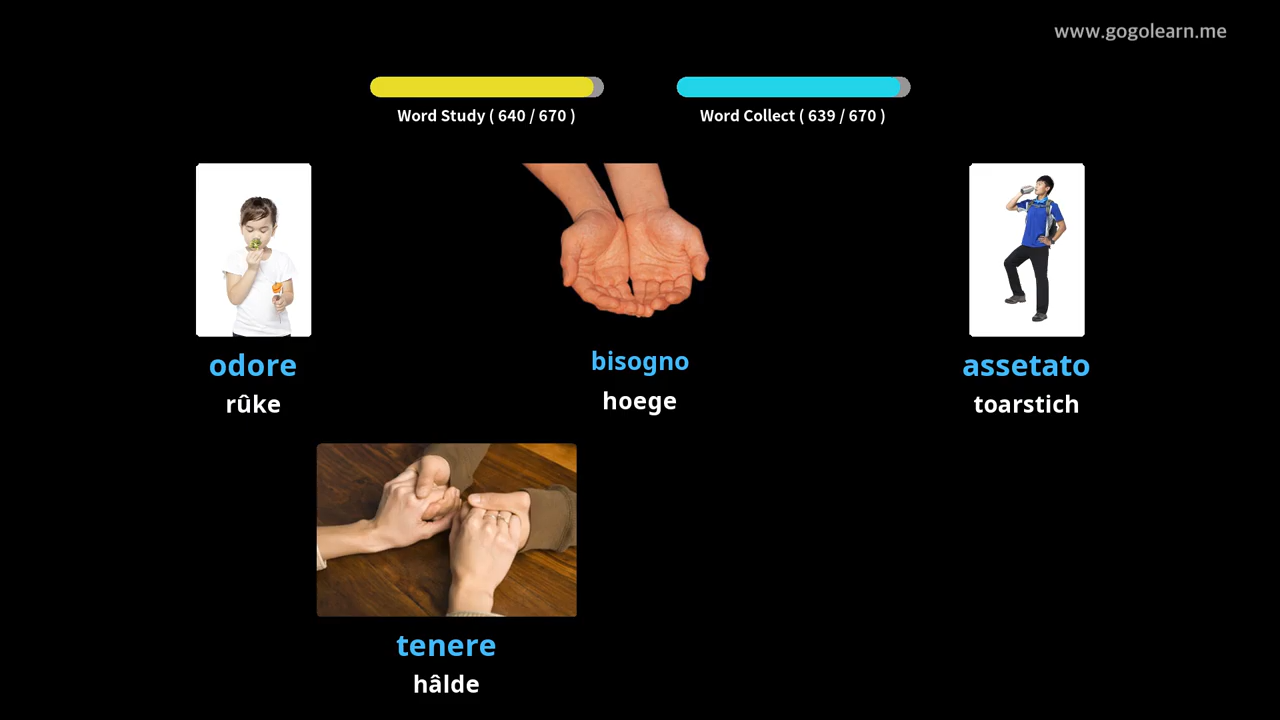 www.gogolearn.me
Word Study ( 640 / 670 )
Word Collect ( 639 / 670 )
odore
rûke
bisogno
hoege
assetato
toarstich
tenere
hâlde